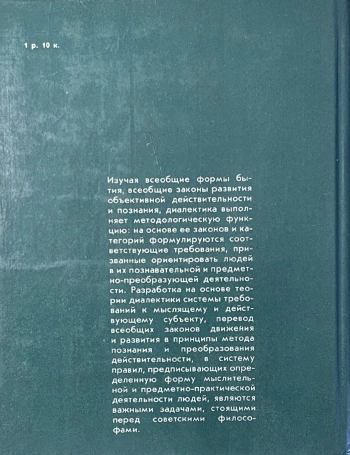 1 р. 10 к.
Изучая всеобщие формы бы-
тия, всеобщие законы развития
объективной действительности
и познания, диалектика выпол-
няет методологическую функ-
цию: на основе ее законов и ка-
тегорий формулируются соот-
ветствующие требования, приз-
ванные ориентировать людей
в их познавательной и предмет-
но-преобразующей деятельно-
сти. Разработка на основе тео-
рии диалектики системы требо-
ваний к мыслящему и дей-
ствующему субъекту, перевод
всеобщих законов движения
и развития в принципы метода
познания и преобразования
действительности, в систему
правил, предписывающих опре-
деленную форму мыслитель-
ной и предметно-практической
деятельности людей, являются
важными задачами, стоящими
перед советскими филосо-
фами.